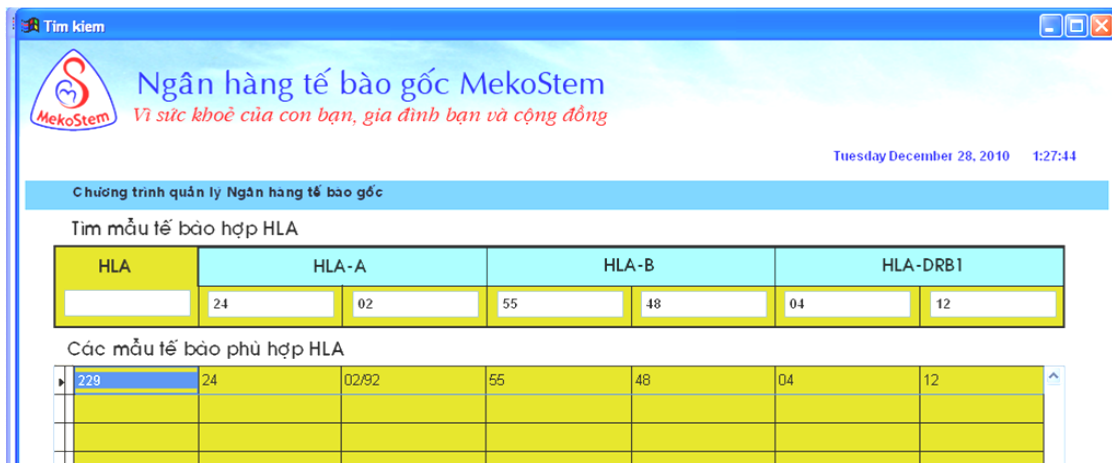 Tim kiem
MekoStem
Ngân hàng tế bào gốc MekoStem
Vì sức khoẻ của con bạn, gia đình bạn và cộng đồng
Tuesday December 28, 2010 1:27:44
Chương trình quản lý Ngân hàng tế bào gốc
Tìm mẫu tế bào hợp HLA
HLA HLA-A HLA-B HLA-DRB1
24 02 55 48 04 12
Các mẫu tế bào phù hợp HLA
229 24 02/92 55 48 04 12